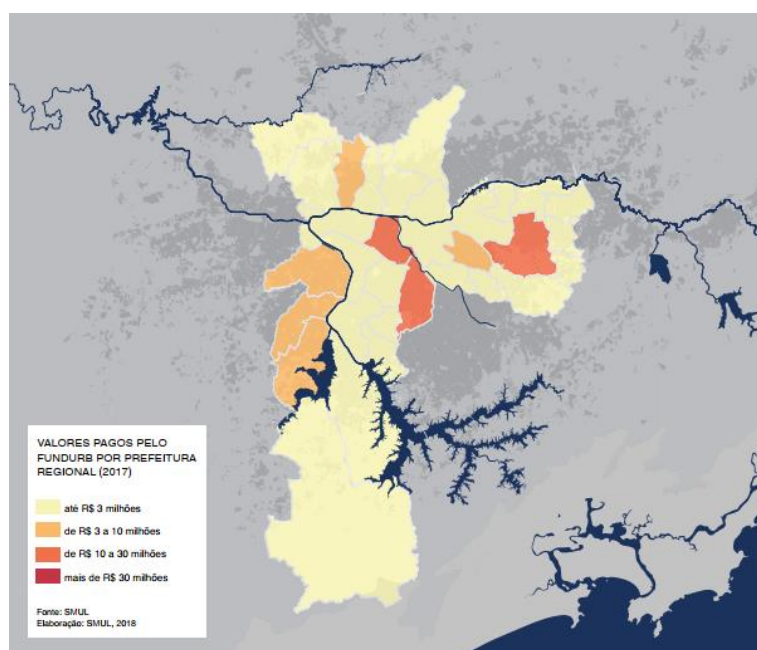 VALORES PAGOS PELO
FUNDURB POR PREFEITURA
REGIONAL (2017)
até R$ 3 milhões
de R$ 3 a 10 milhões
de R$ 10 a 30 milhões
mais de R$ 30 milhões
Fonte: SMUL
Elaboração: SMUL, 2018